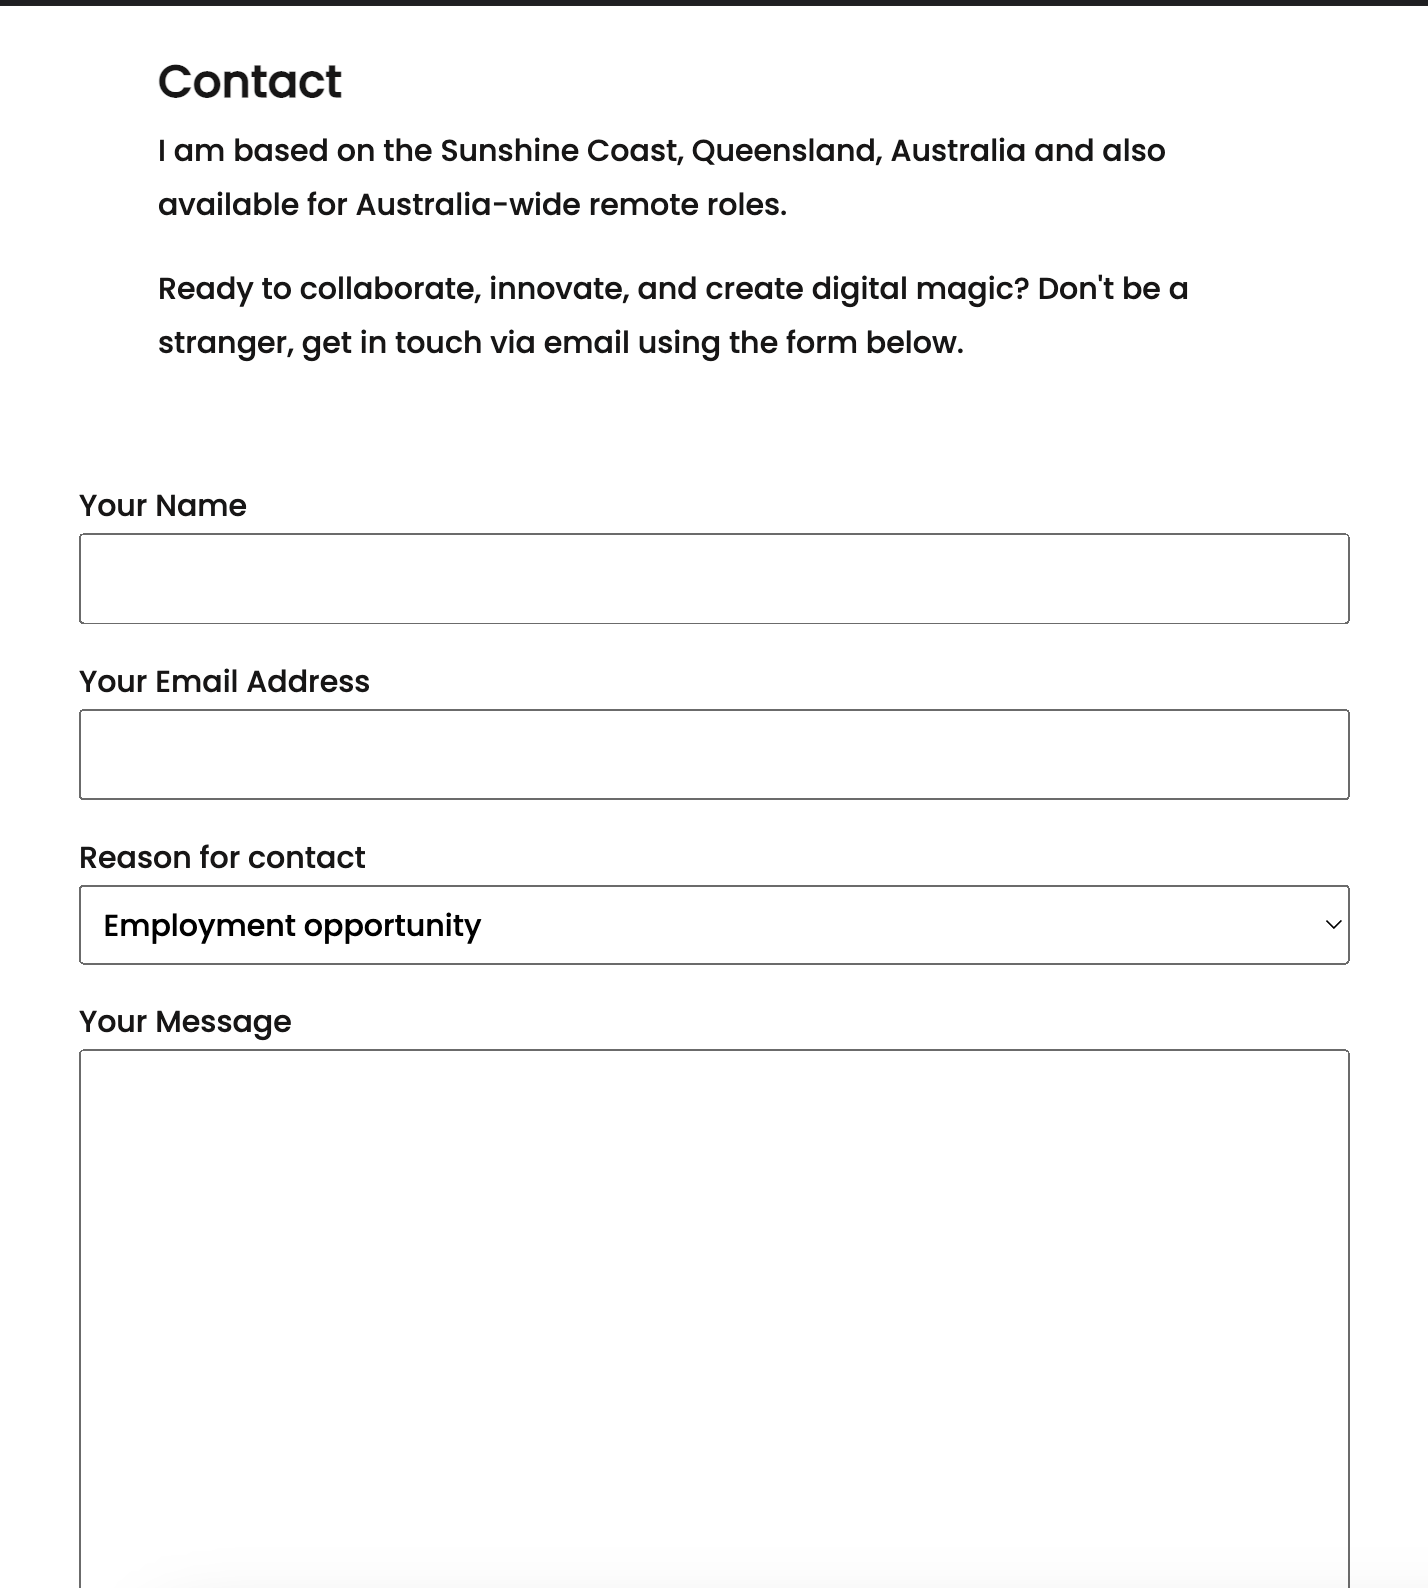 Contact
I am based on the Sunshine Coast, Queensland, Australia and also
available for Australia-wide remote roles.
Ready to collaborate, innovate, and create digital magic? Don't be a
stranger, get in touch via email using the form below.
Your Name
Your Email Address
Reason for contact
Employment opportunity
Your Message